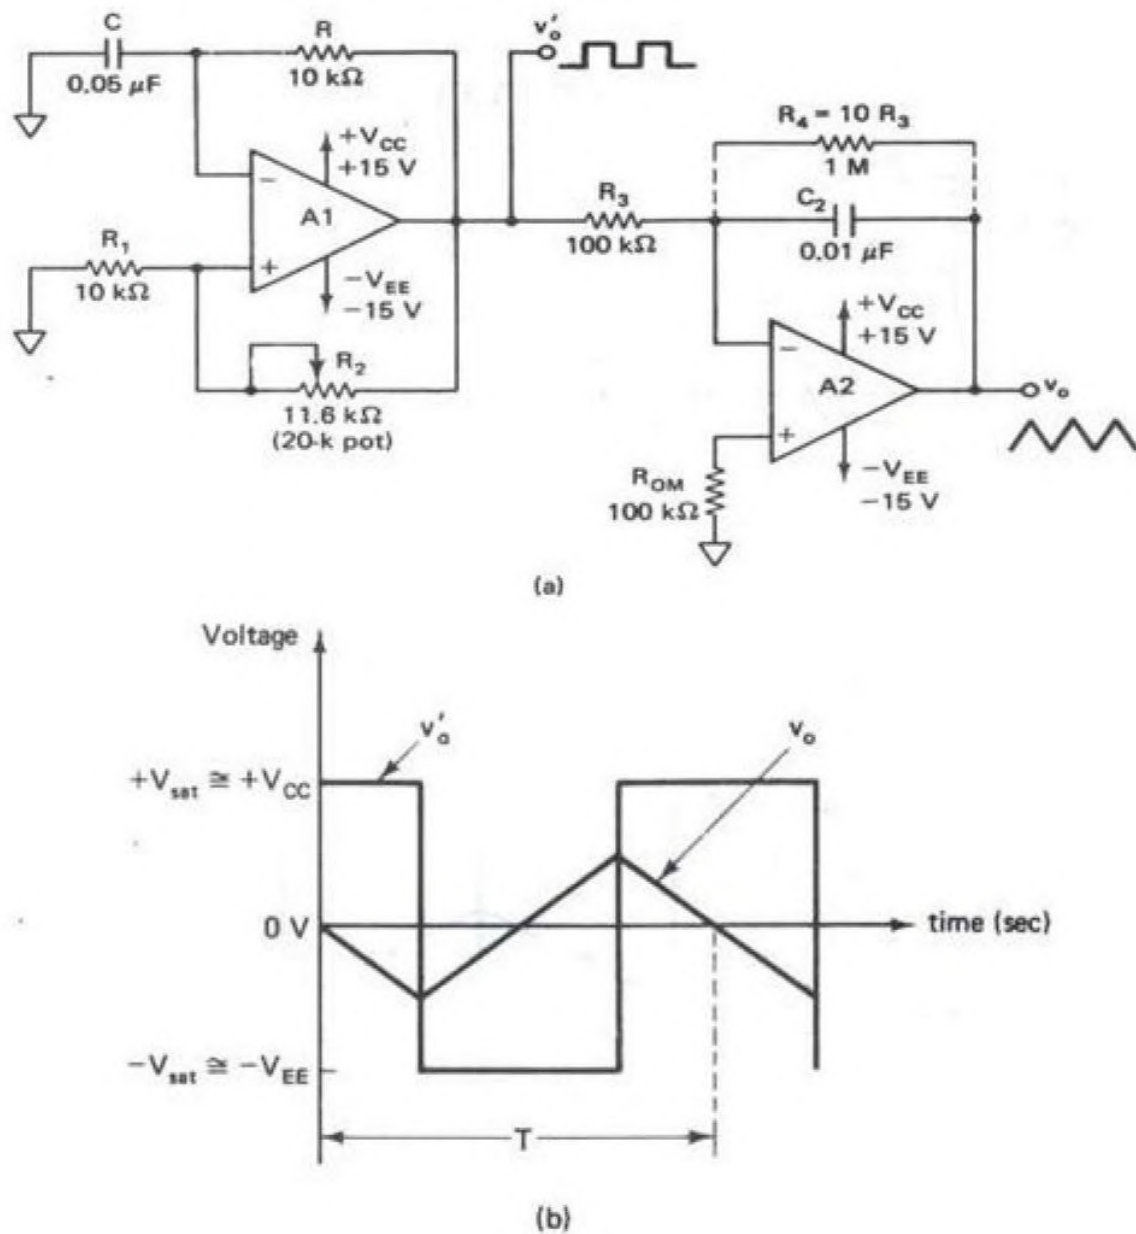 C
0.05 μF
R
10 kΩ
v'o
R4 = 10 R3
1 M
+VCC
+15 V
−
A1
+
−VEE
−15 V
R1
10 kΩ
R2
11.6 kΩ
(20-k pot)
R3
100 kΩ
C2
0.01 μF
+VCC
+15 V
−
A2
+
−VEE
−15 V
vo
ROM
100 kΩ
(a)
Voltage
v'o
vo
+Vsat ≅ +VCC
0 V
time (sec)
−Vsat ≅ −VEE
T
(b)